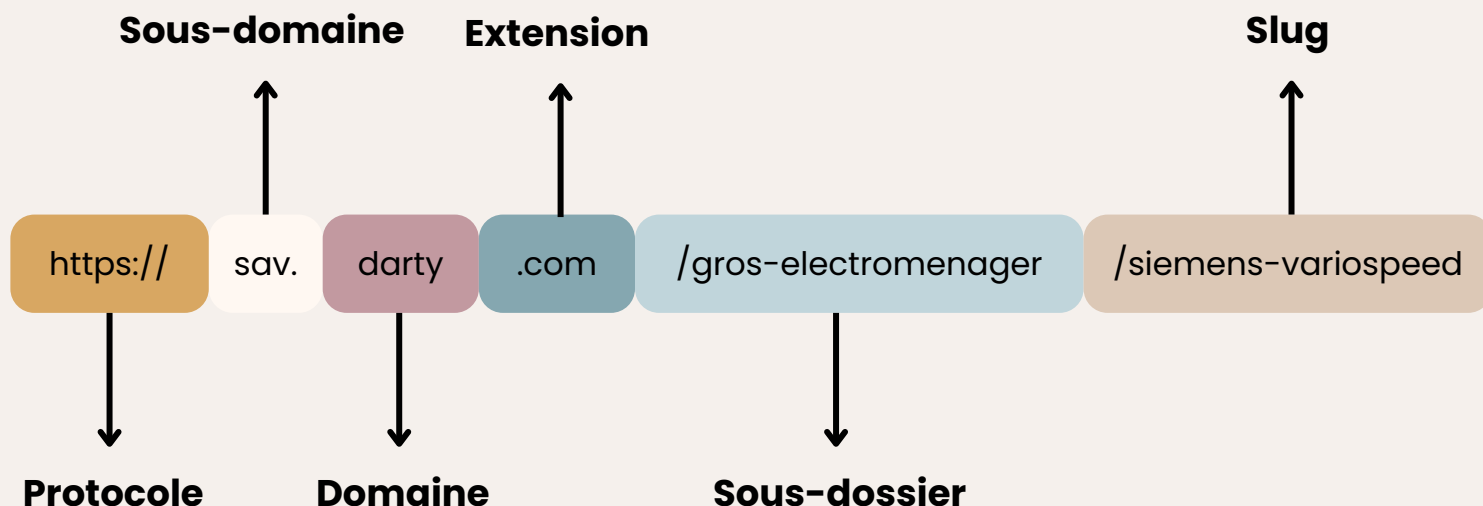 Sous-domaine Extension Slug
https:// sav. darty .com /gros-electromenager /siemens-variospeed
Protocole Domaine Sous-dossier